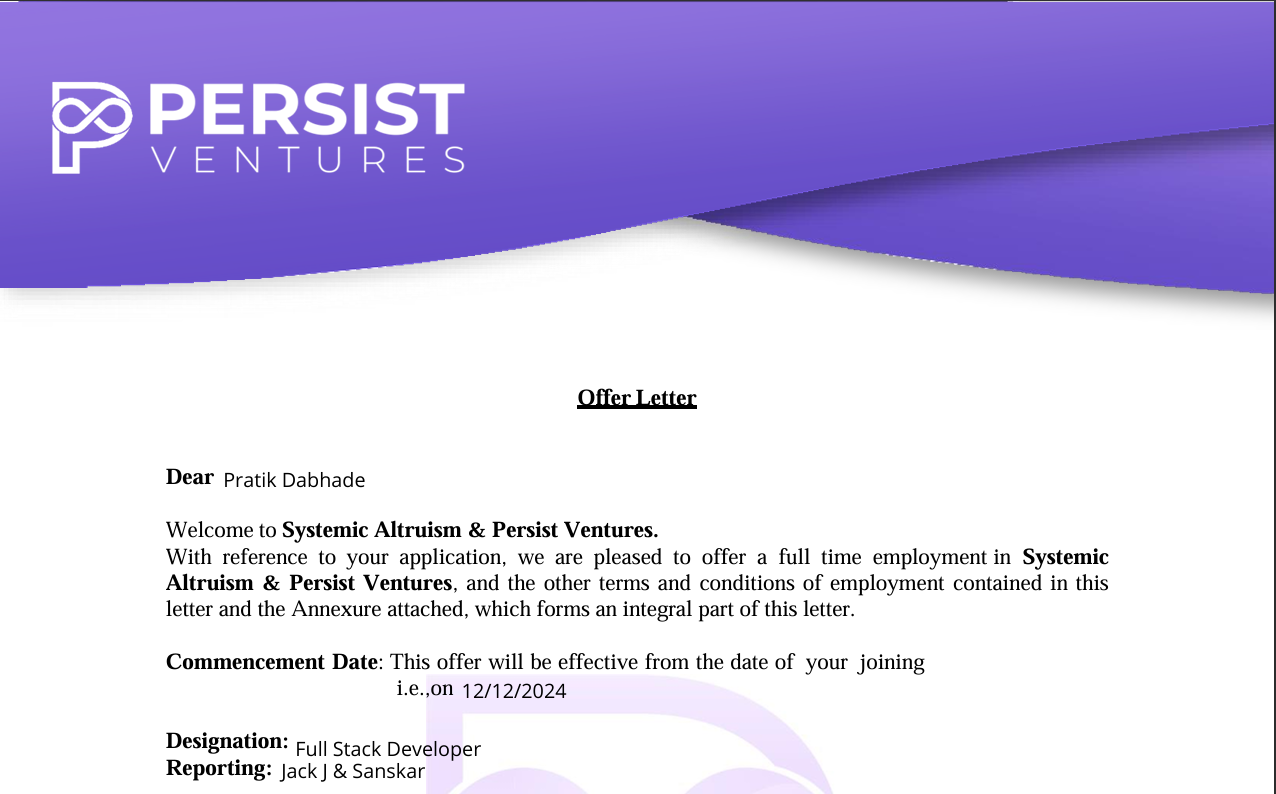 PERSIST
VENTURES
Offer Letter
Dear Pratik Dabhade
Welcome to Systemic Altruism & Persist Ventures.
With reference to your application, we are pleased to offer a full time employment in Systemic
Altruism & Persist Ventures, and the other terms and conditions of employment contained in this
letter and the Annexure attached, which forms an integral part of this letter.
Commencement Date: This offer will be effective from the date of your joining
i.e.,on 12/12/2024
Designation: Full Stack Developer
Reporting: Jack J & Sanskar